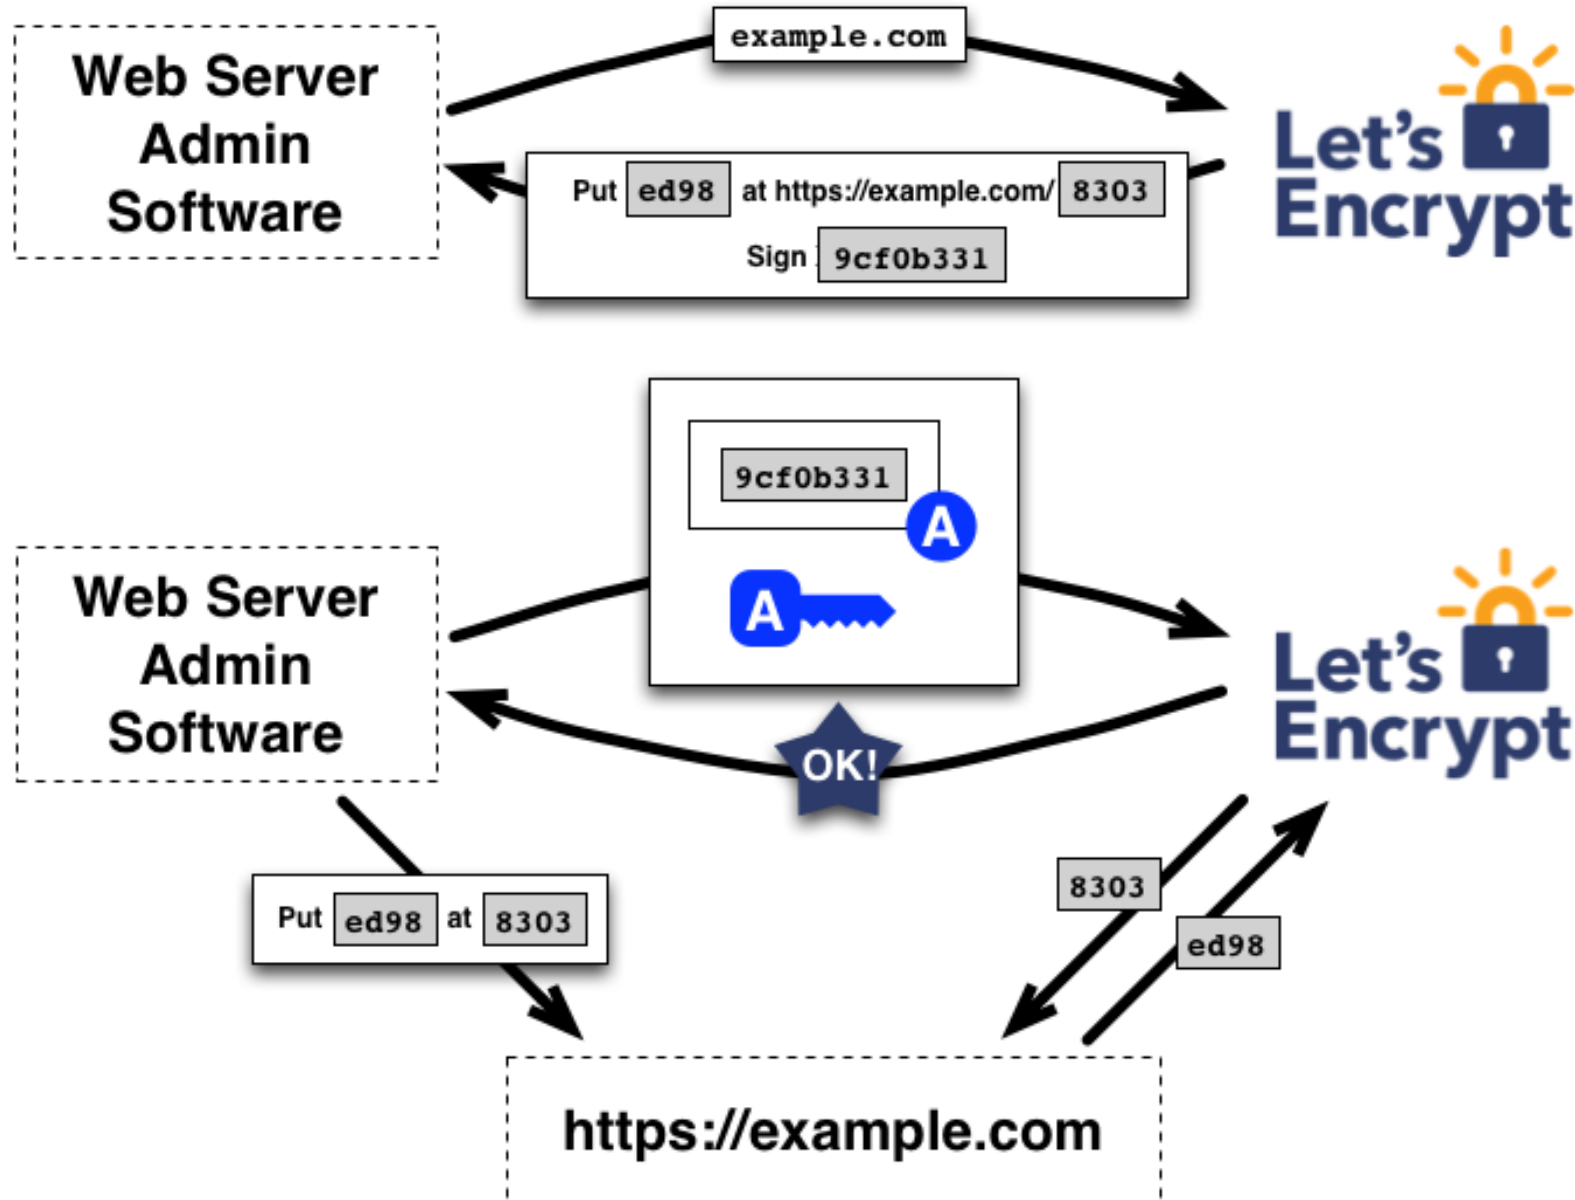 example.com
Web Server
Admin
Software
Let's
Encrypt
Put ed98 at https://example.com/ 8303
Sign 9cf0b331
9cf0b331
A
A
Web Server
Admin
Software
Let's
Encrypt
OK!
Put ed98 at 8303
8303
ed98
https://example.com